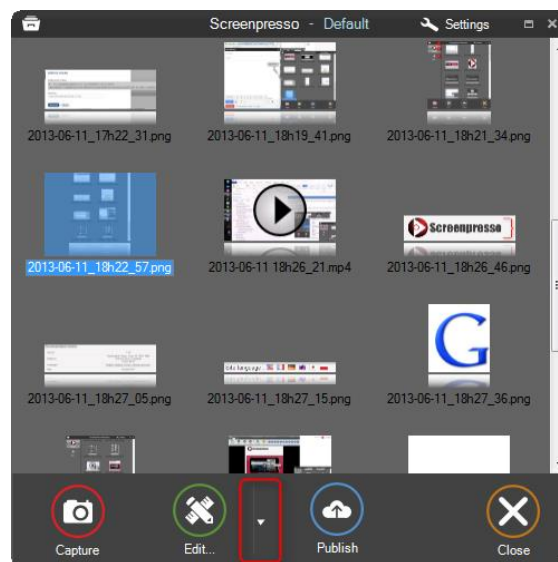 Screenpresso - Default Settings
2013-06-11_17h22_31.png 2013-06-11_18h19_41.png 2013-06-11_18h21_34.png
Screenpresso
2013-06-11_18h22_57.png 2013-06-11 18h26_21.mp4 2013-06-11_18h26_46.png
G
2013-06-11_18h27_05.png 2013-06-11_18h27_15.png 2013-06-11_18h27_36.png
Capture Edit... Publish Close